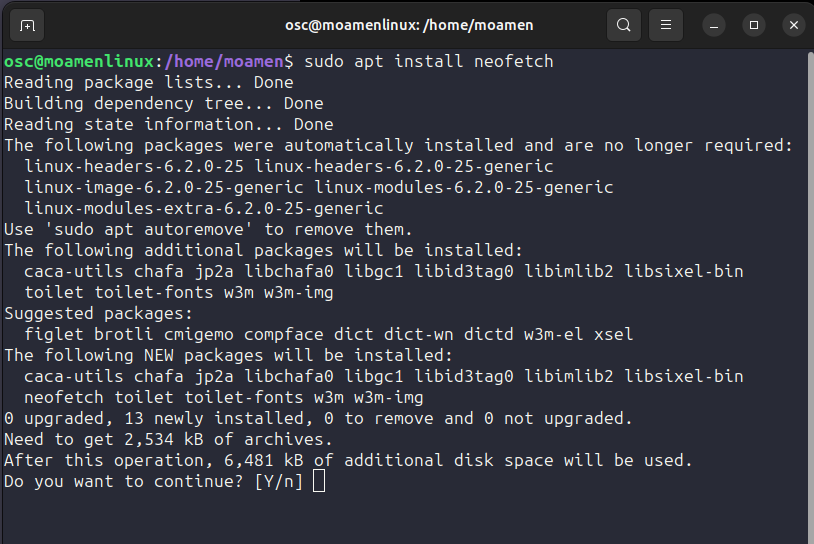 osc@moamenlinux: /home/moamen
osc@moamenlinux:/home/moamen$ sudo apt install neofetch
Reading package lists... Done
Building dependency tree... Done
Reading state information... Done
The following packages were automatically installed and are no longer required:
  linux-headers-6.2.0-25 linux-headers-6.2.0-25-generic
  linux-image-6.2.0-25-generic linux-modules-6.2.0-25-generic
  linux-modules-extra-6.2.0-25-generic
Use 'sudo apt autoremove' to remove them.
The following additional packages will be installed:
  caca-utils chafa jp2a libchafa0 libgc1 libid3tag0 libimlib2 libsixel-bin
  toilet toilet-fonts w3m w3m-img
Suggested packages:
  figlet brotli cmigemo compface dict dict-wn dictd w3m-el xsel
The following NEW packages will be installed:
  caca-utils chafa jp2a libchafa0 libgc1 libid3tag0 libimlib2 libsixel-bin
  neofetch toilet toilet-fonts w3m w3m-img
0 upgraded, 13 newly installed, 0 to remove and 0 not upgraded.
Need to get 2,534 kB of archives.
After this operation, 6,481 kB of additional disk space will be used.
Do you want to continue? [Y/n]